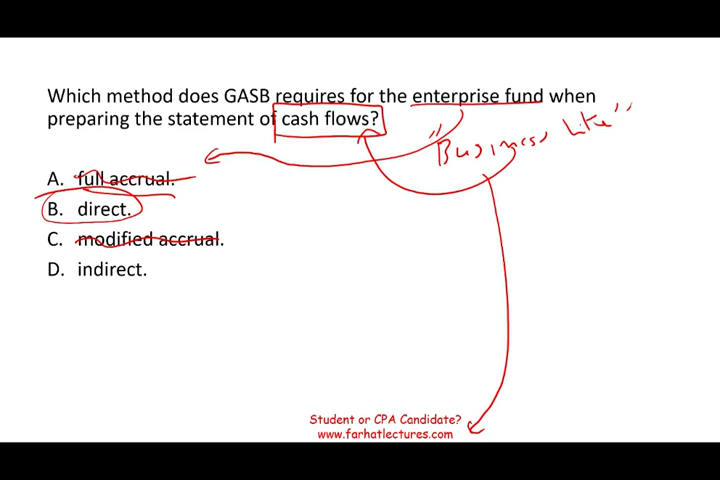 Which method does GASB requires for the enterprise fund when
preparing the statement of cash flows?
"Business Like"
A. full accrual.
B. direct.
C. modified accrual.
D. indirect.
Student or CPA Candidate?
www.farhatlectures.com